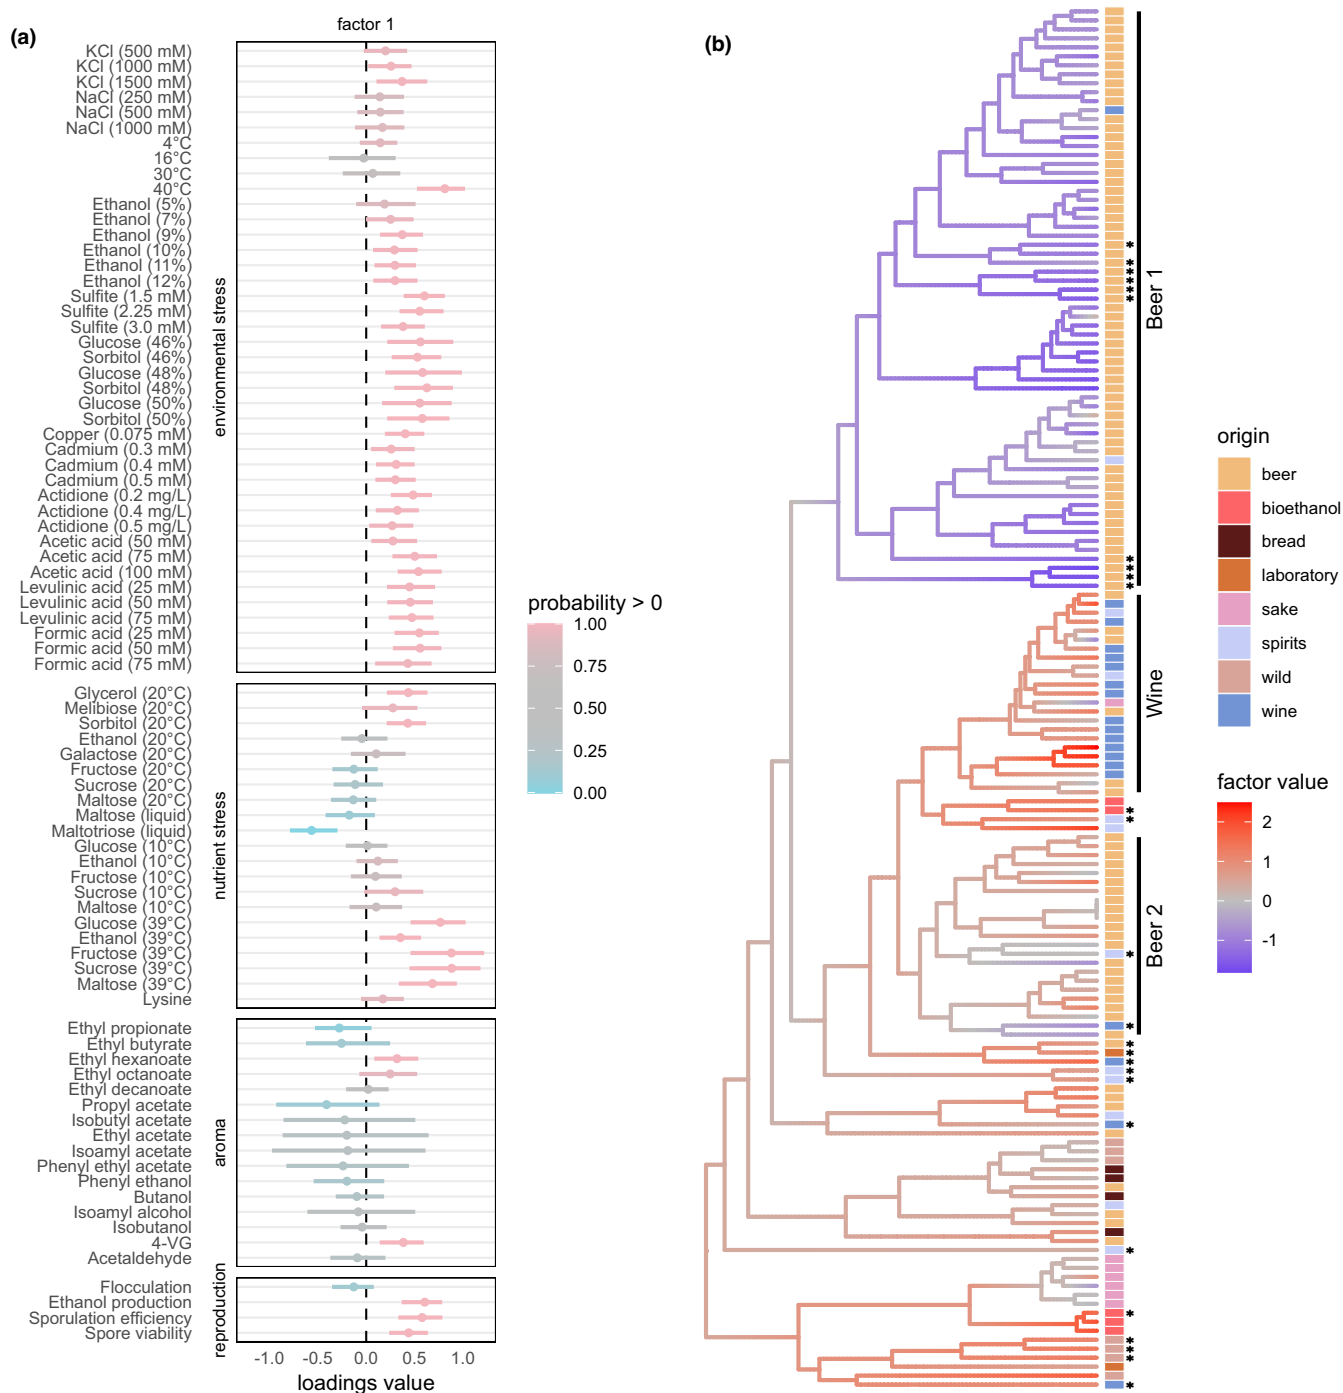 (a)
factor 1
KCl (500 mM)
KCl (1000 mM)
KCl (1500 mM)
NaCl (250 mM)
NaCl (500 mM)
NaCl (1000 mM)
4°C
16°C
30°C
40°C
Ethanol (5%)
Ethanol (7%)
Ethanol (9%)
Ethanol (10%)
Ethanol (11%)
Ethanol (12%)
Sulfite (1.5 mM)
Sulfite (2.25 mM)
Sulfite (3.0 mM)
Glucose (46%)
Sorbitol (46%)
Glucose (48%)
Sorbitol (48%)
Glucose (50%)
Sorbitol (50%)
Copper (0.075 mM)
Cadmium (0.3 mM)
Cadmium (0.4 mM)
Cadmium (0.5 mM)
Actidione (0.2 mg/L)
Actidione (0.4 mg/L)
Actidione (0.5 mg/L)
Acetic acid (50 mM)
Acetic acid (75 mM)
Acetic acid (100 mM)
Levulinic acid (25 mM)
Levulinic acid (50 mM)
Levulinic acid (75 mM)
Formic acid (25 mM)
Formic acid (50 mM)
Formic acid (75 mM)
environmental stress
Glycerol (20°C)
Melibiose (20°C)
Sorbitol (20°C)
Ethanol (20°C)
Galactose (20°C)
Fructose (20°C)
Sucrose (20°C)
Maltose (20°C)
Maltose (liquid)
Maltotriose (liquid)
Glucose (10°C)
Ethanol (10°C)
Fructose (10°C)
Sucrose (10°C)
Maltose (10°C)
Glucose (39°C)
Ethanol (39°C)
Fructose (39°C)
Sucrose (39°C)
Maltose (39°C)
Lysine
nutrient stress
Ethyl propionate
Ethyl butyrate
Ethyl hexanoate
Ethyl octanoate
Ethyl decanoate
Propyl acetate
Isobutyl acetate
Ethyl acetate
Isoamyl acetate
Phenyl ethyl acetate
Phenyl ethanol
Butanol
Isoamyl alcohol
Isobutanol
4-VG
Acetaldehyde
aroma
Flocculation
Ethanol production
Sporulation efficiency
Spore viability
reproduction
-1.0 -0.5 0.0 0.5 1.0
loadings value
probability > 0
1.00
0.75
0.50
0.25
0.00
(b)
*
*
*
*
*
*
*
*
*
*
Beer 1
Wine
*
*
Beer 2
*
*
*
*
*
*
*
*
*
*
*
*
*
*
origin
beer
bioethanol
bread
laboratory
sake
spirits
wild
wine
factor value
2
1
0
-1